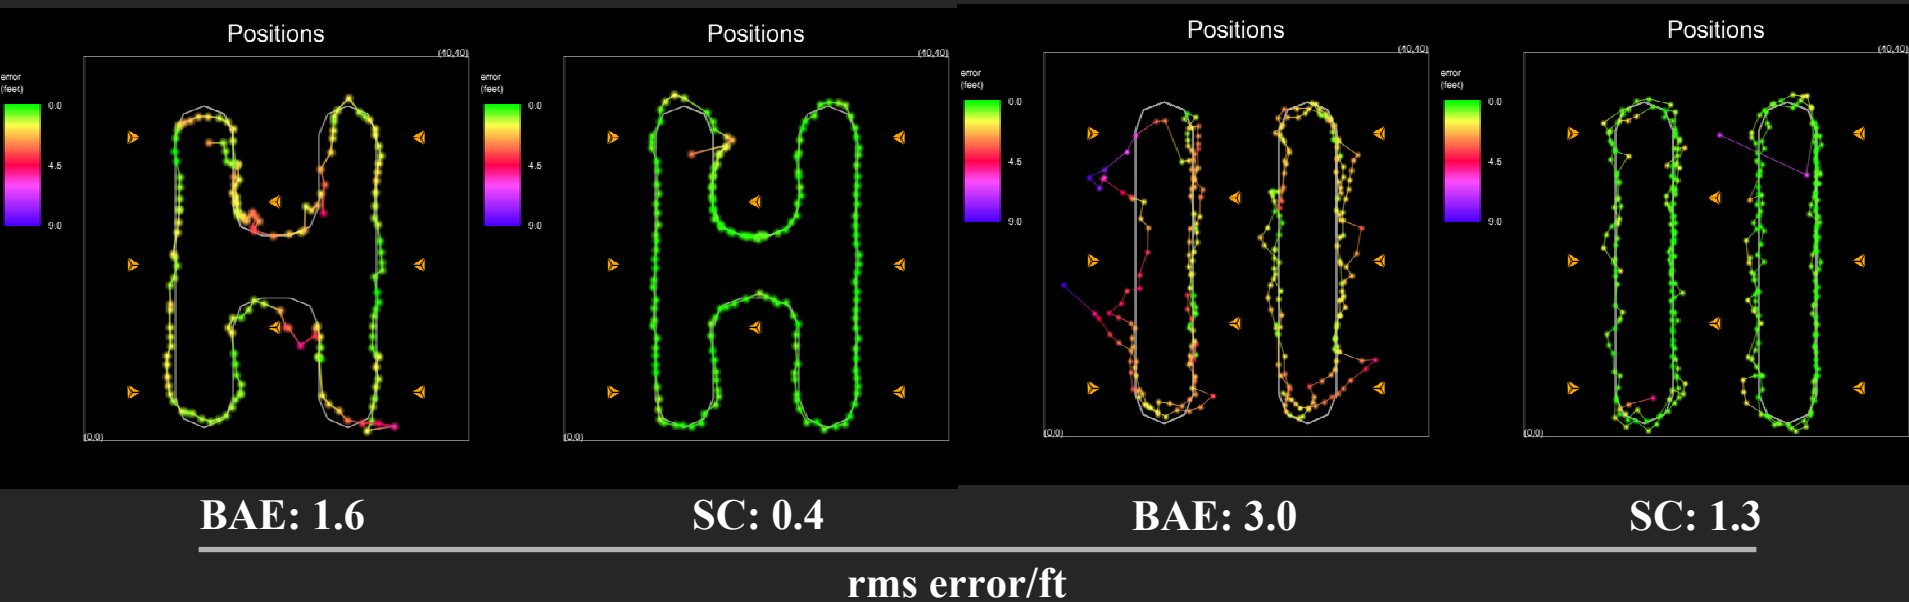 Positions
(40,40)
error
(feet)
0.0
4.5
9.0
(0,0)
Positions
(40,40)
error
(feet)
0.0
4.5
9.0
(0,0)
Positions
(40,40)
error
(feet)
0.0
4.5
9.0
(0,0)
Positions
(40,40)
error
(feet)
0.0
4.5
9.0
(0,0)
BAE: 1.6
SC: 0.4
BAE: 3.0
SC: 1.3
rms error/ft